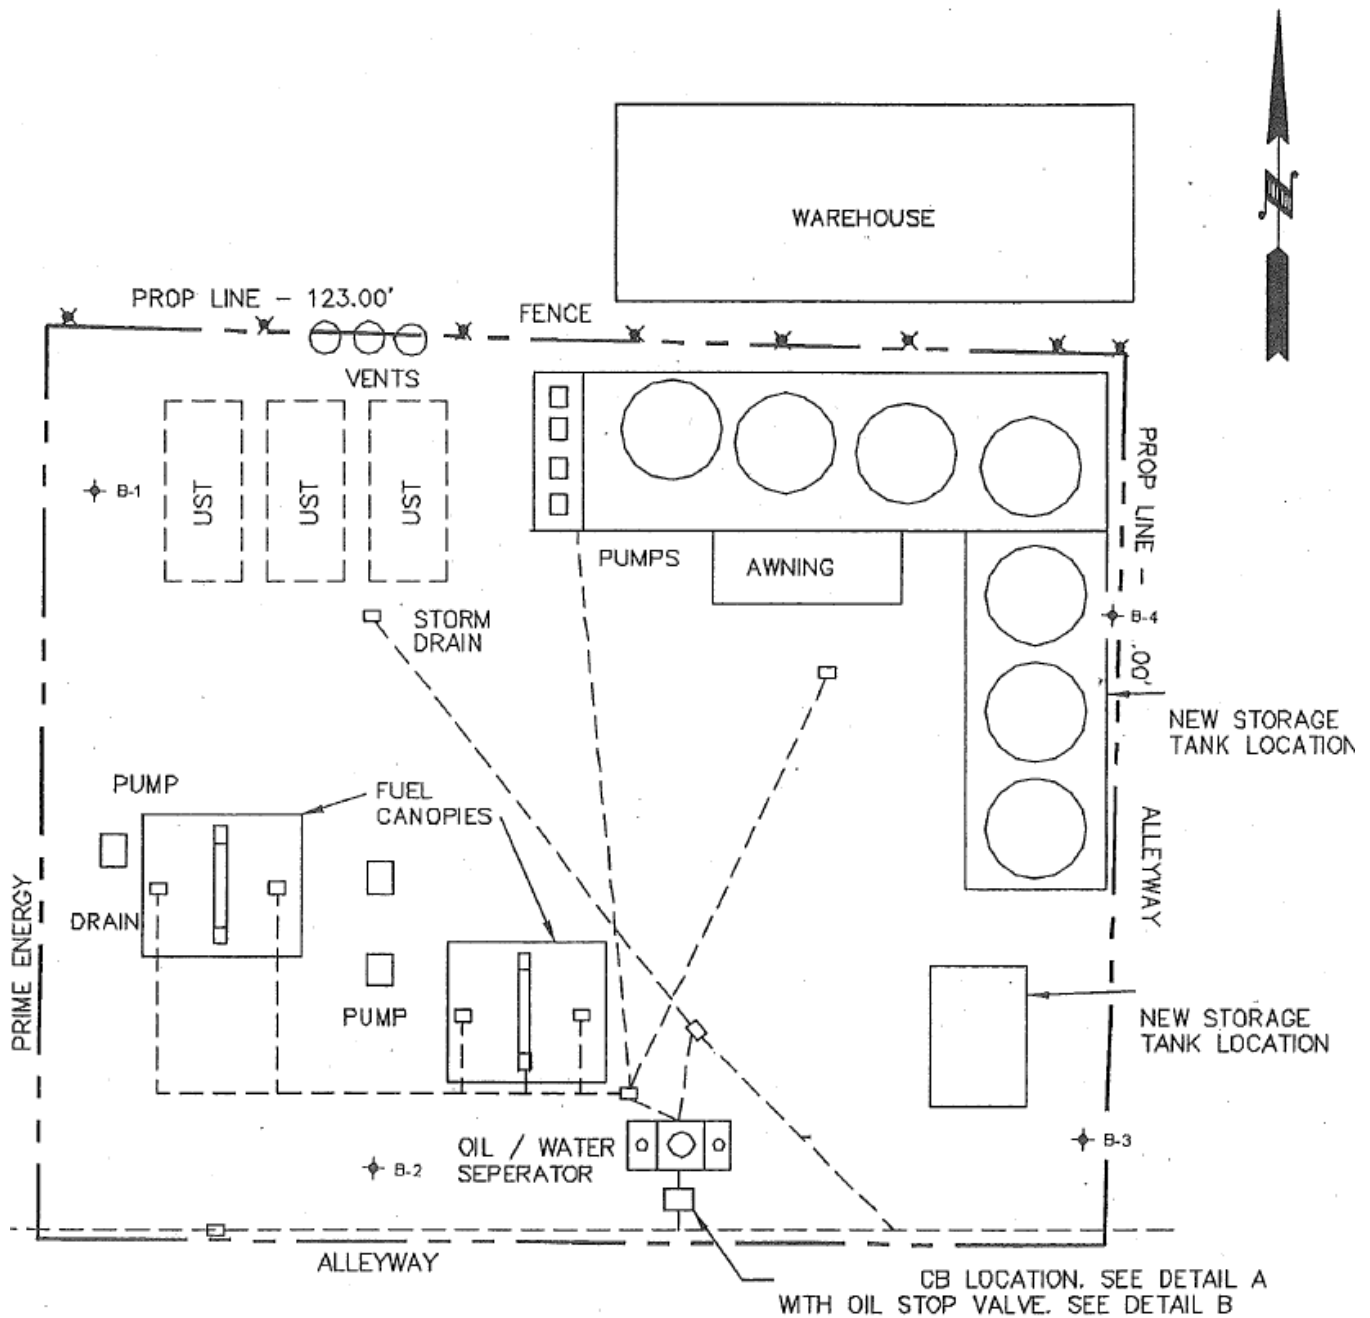 WAREHOUSE
N
PROP LINE – 123.00'
FENCE
VENTS
UST
UST
UST
B-1
PUMPS
AWNING
PROP LINE –
B-4
.00'
STORM
DRAIN
NEW STORAGE
TANK LOCATION
PUMP
FUEL
CANOPIES
ALLEYWAY
DRAIN
PRIME ENERGY
PUMP
NEW STORAGE
TANK LOCATION
OIL / WATER
SEPERATOR
B-2
B-3
ALLEYWAY
CB LOCATION. SEE DETAIL A
WITH OIL STOP VALVE. SEE DETAIL B